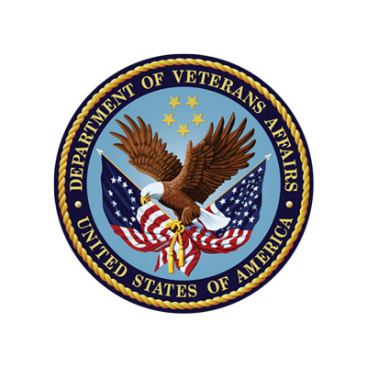 DEPARTMENT OF VETERANS AFFAIRS
UNITED STATES OF AMERICA